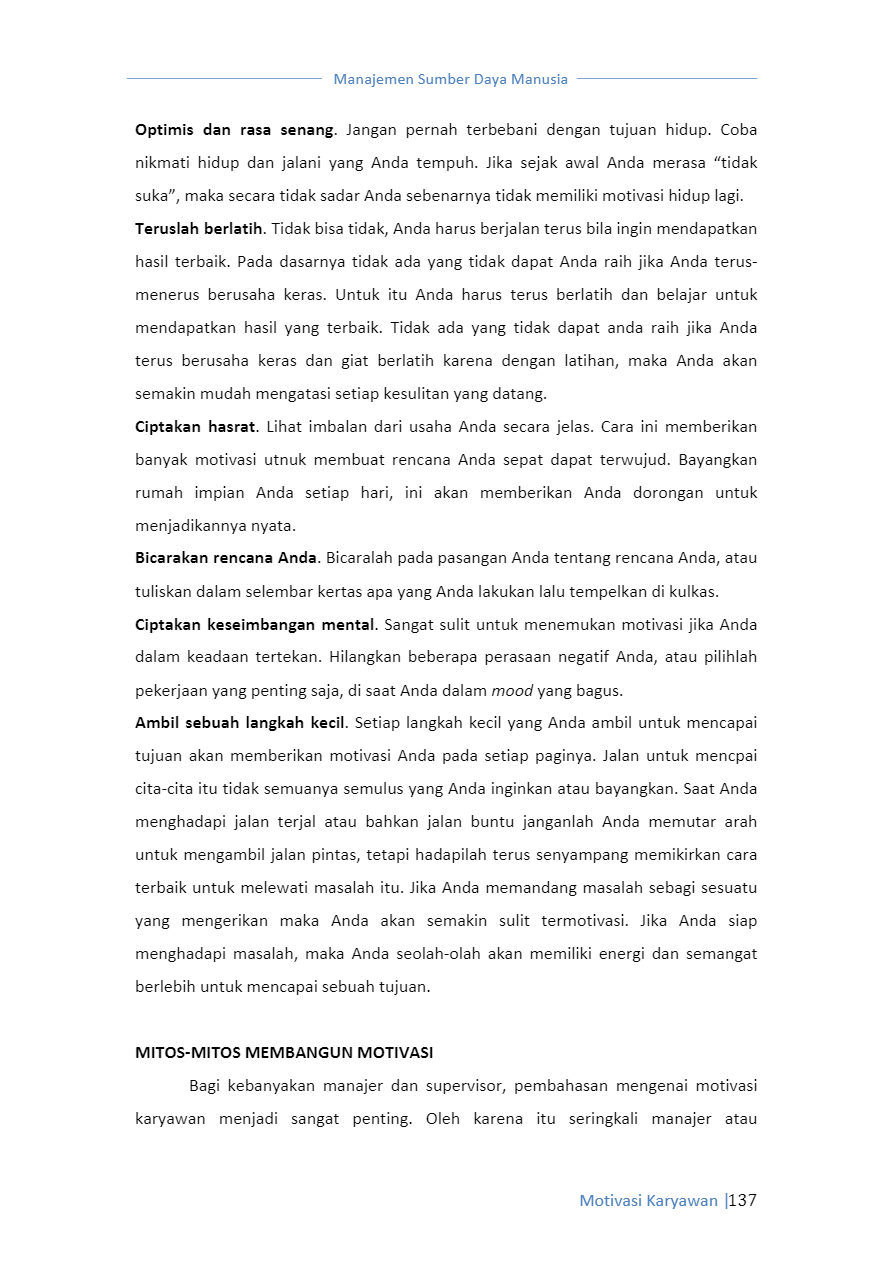 Manajemen Sumber Daya Manusia
Optimis dan rasa senang. Jangan pernah terbebani dengan tujuan hidup. Coba
nikmati hidup dan jalani yang Anda tempuh. Jika sejak awal Anda merasa “tidak
suka”, maka secara tidak sadar Anda sebenarnya tidak memiliki motivasi hidup lagi.
Teruslah berlatih. Tidak bisa tidak, Anda harus berjalan terus bila ingin mendapatkan
hasil terbaik. Pada dasarnya tidak ada yang tidak dapat Anda raih jika Anda terus-
menerus berusaha keras. Untuk itu Anda harus terus berlatih dan belajar untuk
mendapatkan hasil yang terbaik. Tidak ada yang tidak dapat anda raih jika Anda
terus berusaha keras dan giat berlatih karena dengan latihan, maka Anda akan
semakin mudah mengatasi setiap kesulitan yang datang.
Ciptakan hasrat. Lihat imbalan dari usaha Anda secara jelas. Cara ini memberikan
banyak motivasi utnuk membuat rencana Anda sepat dapat terwujud. Bayangkan
rumah impian Anda setiap hari, ini akan memberikan Anda dorongan untuk
menjadikannya nyata.
Bicarakan rencana Anda. Bicaralah pada pasangan Anda tentang rencana Anda, atau
tuliskan dalam selembar kertas apa yang Anda lakukan lalu tempelkan di kulkas.
Ciptakan keseimbangan mental. Sangat sulit untuk menemukan motivasi jika Anda
dalam keadaan tertekan. Hilangkan beberapa perasaan negatif Anda, atau pilihlah
pekerjaan yang penting saja, di saat Anda dalam mood yang bagus.
Ambil sebuah langkah kecil. Setiap langkah kecil yang Anda ambil untuk mencapai
tujuan akan memberikan motivasi Anda pada setiap paginya. Jalan untuk mencpai
cita-cita itu tidak semuanya semulus yang Anda inginkan atau bayangkan. Saat Anda
menghadapi jalan terjal atau bahkan jalan buntu janganlah Anda memutar arah
untuk mengambil jalan pintas, tetapi hadapilah terus senyampang memikirkan cara
terbaik untuk melewati masalah itu. Jika Anda memandang masalah sebagi sesuatu
yang mengerikan maka Anda akan semakin sulit termotivasi. Jika Anda siap
menghadapi masalah, maka Anda seolah-olah akan memiliki energi dan semangat
berlebih untuk mencapai sebuah tujuan.
MITOS-MITOS MEMBANGUN MOTIVASI
Bagi kebanyakan manajer dan supervisor, pembahasan mengenai motivasi
karyawan menjadi sangat penting. Oleh karena itu seringkali manajer atau
Motivasi Karyawan |137